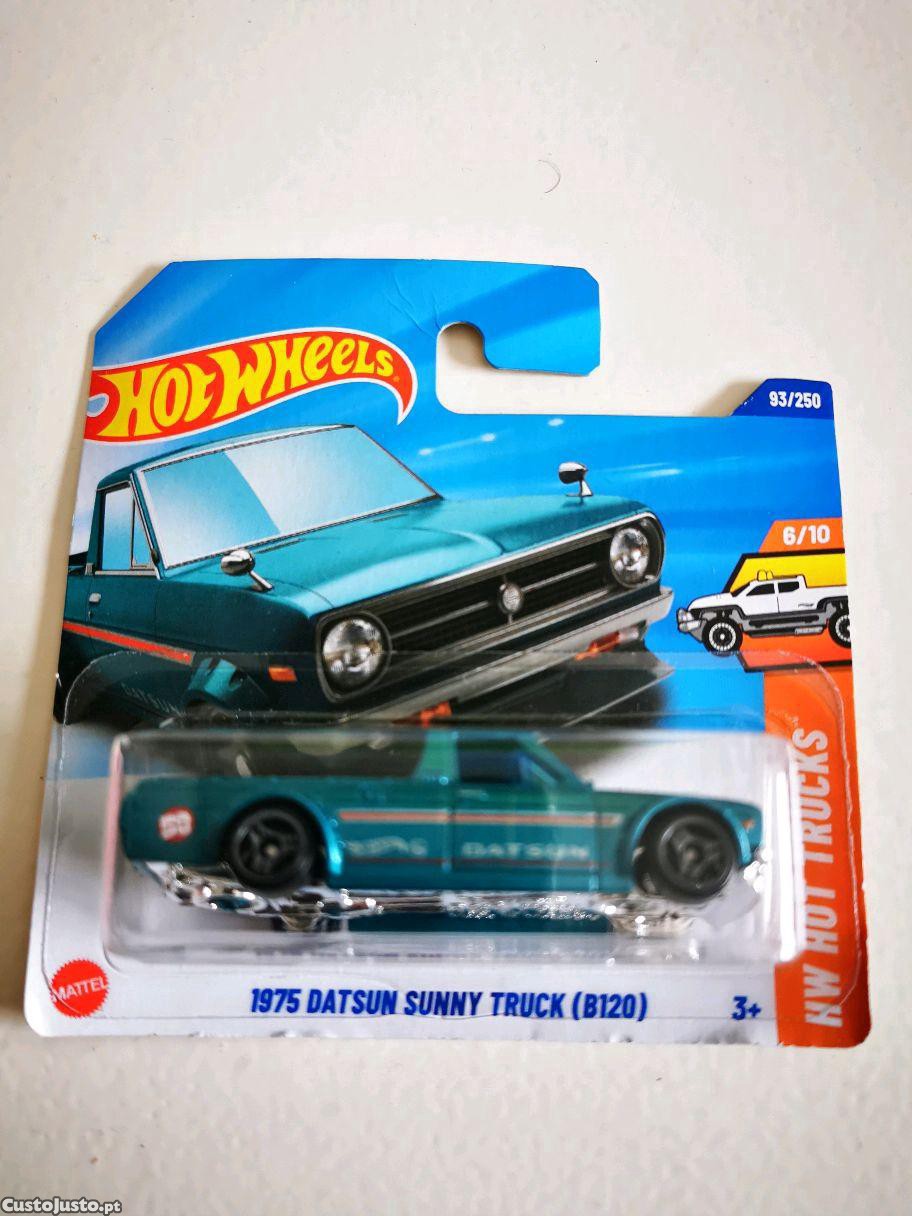 HOT WHEELS
93/250
6/10
HW HOT TRUCKS
DATSUN
MATTEL
1975 DATSUN SUNNY TRUCK (B120)
3+
CustoJusto.pt